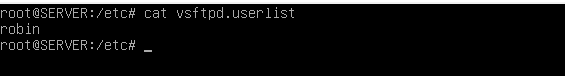 root@SERVER:/etc# cat vsftpd.userlist
robin
root@SERVER:/etc# _